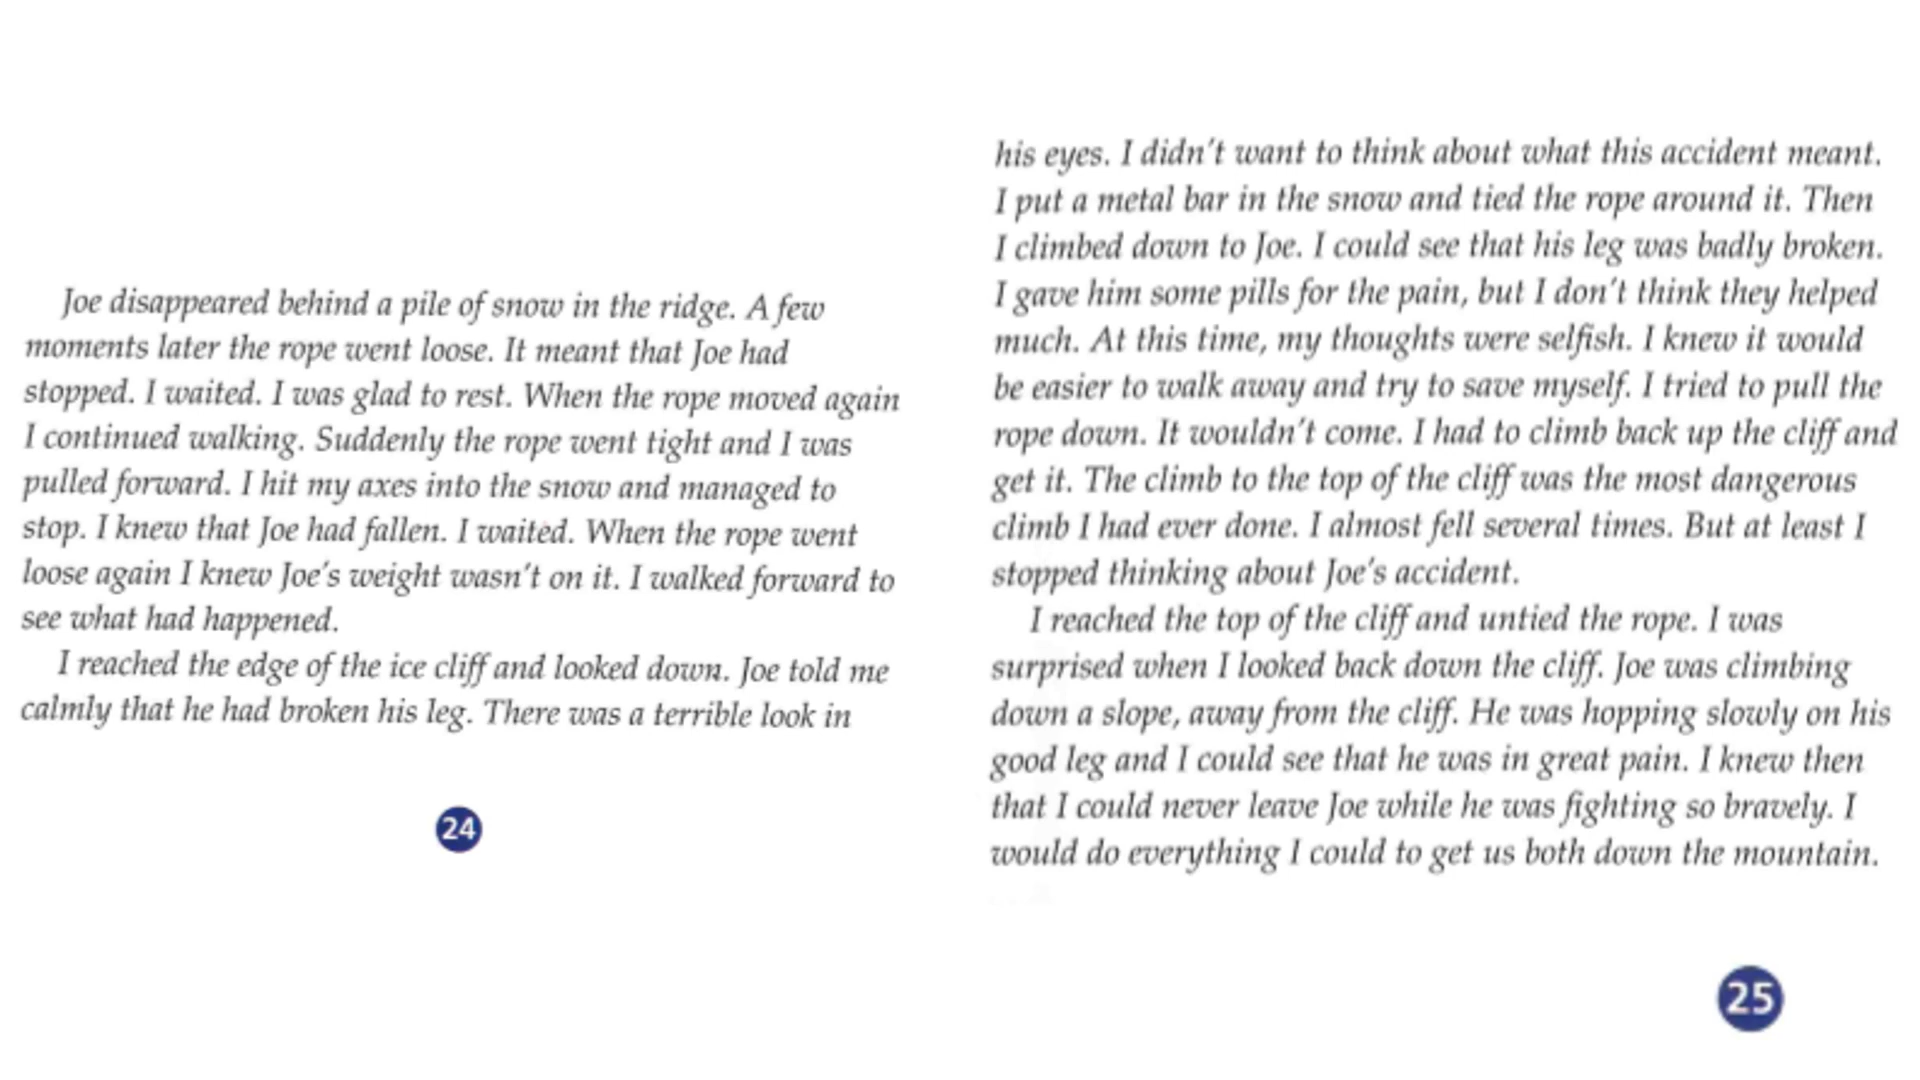 Joe disappeared behind a pile of snow in the ridge. A few
moments later the rope went loose. It meant that Joe had
stopped. I waited. I was glad to rest. When the rope moved again
I continued walking. Suddenly the rope went tight and I was
pulled forward. I hit my axes into the snow and managed to
stop. I knew that Joe had fallen. I waited. When the rope went
loose again I knew Joe's weight wasn't on it. I walked forward to
see what had happened.
I reached the edge of the ice cliff and looked down. Joe told me
calmly that he had broken his leg. There was a terrible look in
24
his eyes. I didn't want to think about what this accident meant.
I put a metal bar in the snow and tied the rope around it. Then
I climbed down to Joe. I could see that his leg was badly broken.
I gave him some pills for the pain, but I don't think they helped
much. At this time, my thoughts were selfish. I knew it would
be easier to walk away and try to save myself. I tried to pull the
rope down. It wouldn't come. I had to climb back up the cliff and
get it. The climb to the top of the cliff was the most dangerous
climb I had ever done. I almost fell several times. But at least I
stopped thinking about Joe's accident.
I reached the top of the cliff and untied the rope. I was
surprised when I looked back down the cliff. Joe was climbing
down a slope, away from the cliff. He was hopping slowly on his
good leg and I could see that he was in great pain. I knew then
that I could never leave Joe while he was fighting so bravely. I
would do everything I could to get us both down the mountain.
25